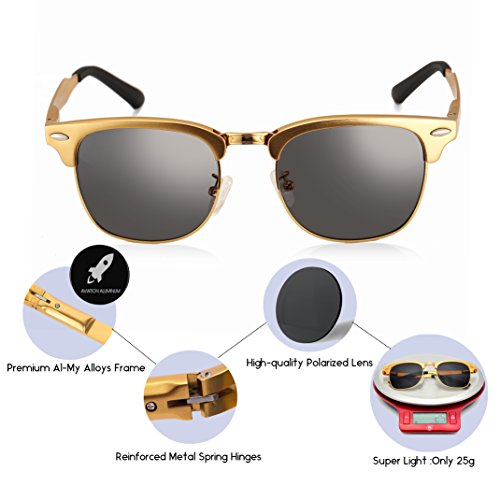 AVIATION ALUMINUM
Premium Al-My Alloys Frame
High-quality Polarized Lens
Reinforced Metal Spring Hinges
Super Light :Only 25g